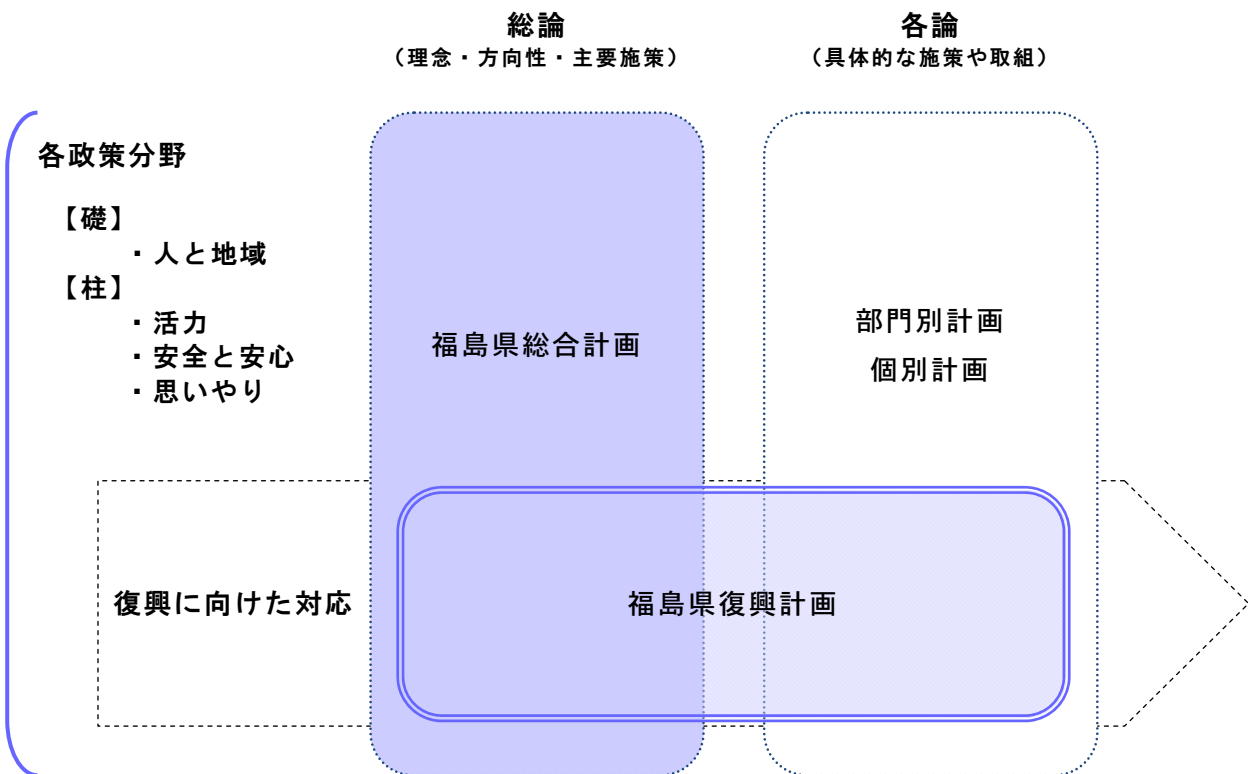 総論
（理念・方向性・主要施策）
各論
（具体的な施策や取組）
各政策分野
【礎】
・人と地域
【柱】
・活力
・安全と安心
・思いやり
福島県総合計画
部門別計画
個別計画
復興に向けた対応
福島県復興計画